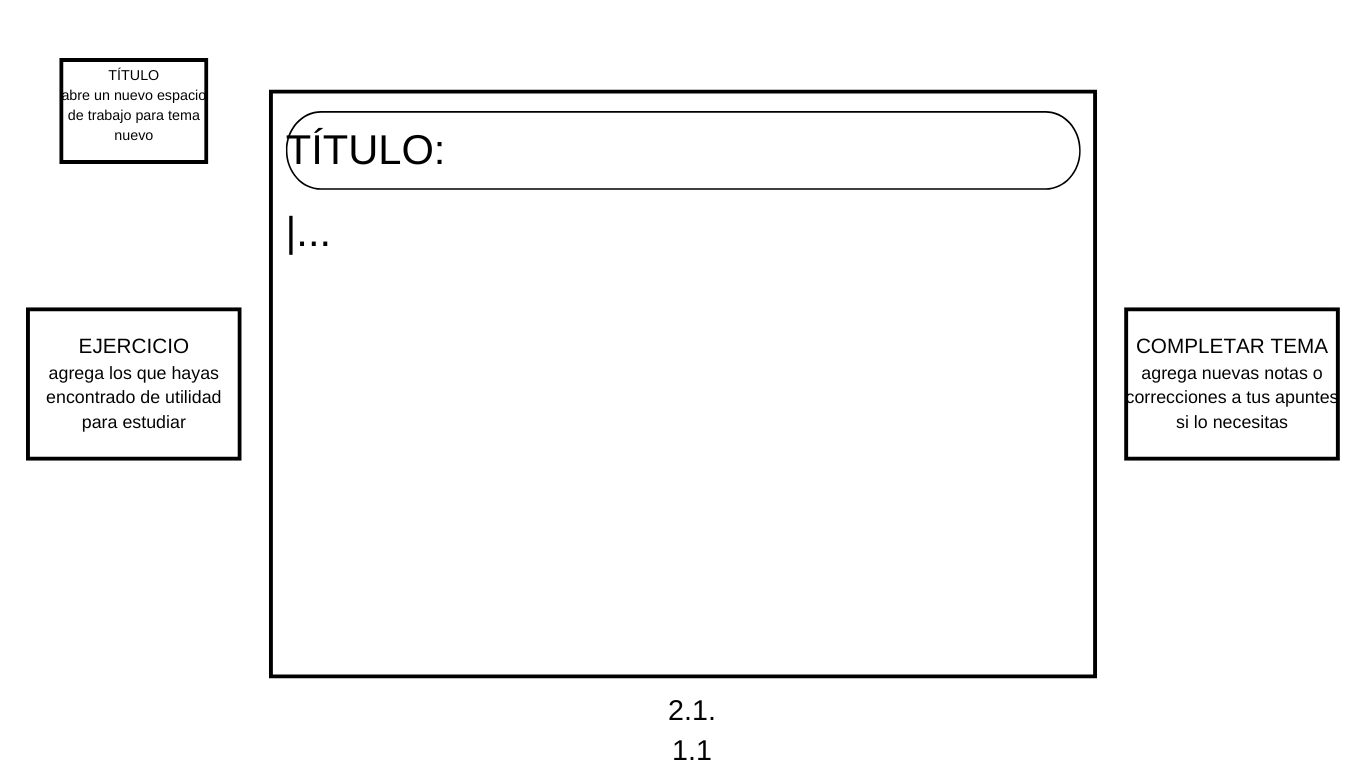 TÍTULO
abre un nuevo espacio
de trabajo para tema
nuevo
TÍTULO:
|...
EJERCICIO
agrega los que hayas
encontrado de utilidad
para estudiar
COMPLETAR TEMA
agrega nuevas notas o
correcciones a tus apuntes
si lo necesitas
2.1.
1.1